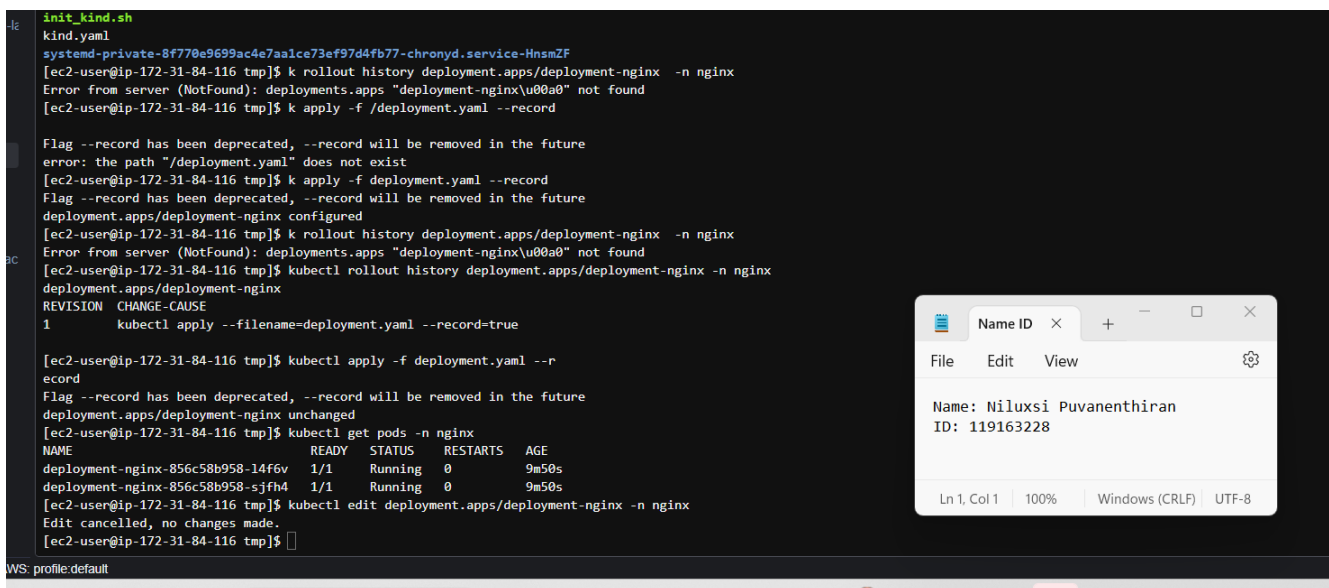 -la
init_kind.sh
kind.yaml
systemd-private-8f770e9699ac4e7aa1ce73ef97d4fb77-chronyd.service-HnsmZF
[ec2-user@ip-172-31-84-116 tmp]$ k rollout history deployment.apps/deployment-nginx  -n nginx
Error from server (NotFound): deployments.apps "deployment-nginx\u00a0" not found
[ec2-user@ip-172-31-84-116 tmp]$ k apply -f /deployment.yaml --record
Flag --record has been deprecated, --record will be removed in the future
error: the path "/deployment.yaml" does not exist
[ec2-user@ip-172-31-84-116 tmp]$ k apply -f deployment.yaml --record
Flag --record has been deprecated, --record will be removed in the future
deployment.apps/deployment-nginx configured
[ec2-user@ip-172-31-84-116 tmp]$ k rollout history deployment.apps/deployment-nginx  -n nginx
Error from server (NotFound): deployments.apps "deployment-nginx\u00a0" not found
ac
[ec2-user@ip-172-31-84-116 tmp]$ kubectl rollout history deployment.apps/deployment-nginx -n nginx
deployment.apps/deployment-nginx
REVISION  CHANGE-CAUSE
1         kubectl apply --filename=deployment.yaml --record=true
[ec2-user@ip-172-31-84-116 tmp]$ kubectl apply -f deployment.yaml --r
ecord
Flag --record has been deprecated, --record will be removed in the future
deployment.apps/deployment-nginx unchanged
[ec2-user@ip-172-31-84-116 tmp]$ kubectl get pods -n nginx
NAME                                READY   STATUS    RESTARTS   AGE
deployment-nginx-856c58b958-l4f6v   1/1     Running   0          9m50s
deployment-nginx-856c58b958-sjfh4   1/1     Running   0          9m50s
[ec2-user@ip-172-31-84-116 tmp]$ kubectl edit deployment.apps/deployment-nginx -n nginx
Edit cancelled, no changes made.
[ec2-user@ip-172-31-84-116 tmp]$
WS: profile:default
Name ID
File Edit View
Name: Niluxsi Puvanenthiran
ID: 119163228
Ln 1, Col 1 100% Windows (CRLF) UTF-8